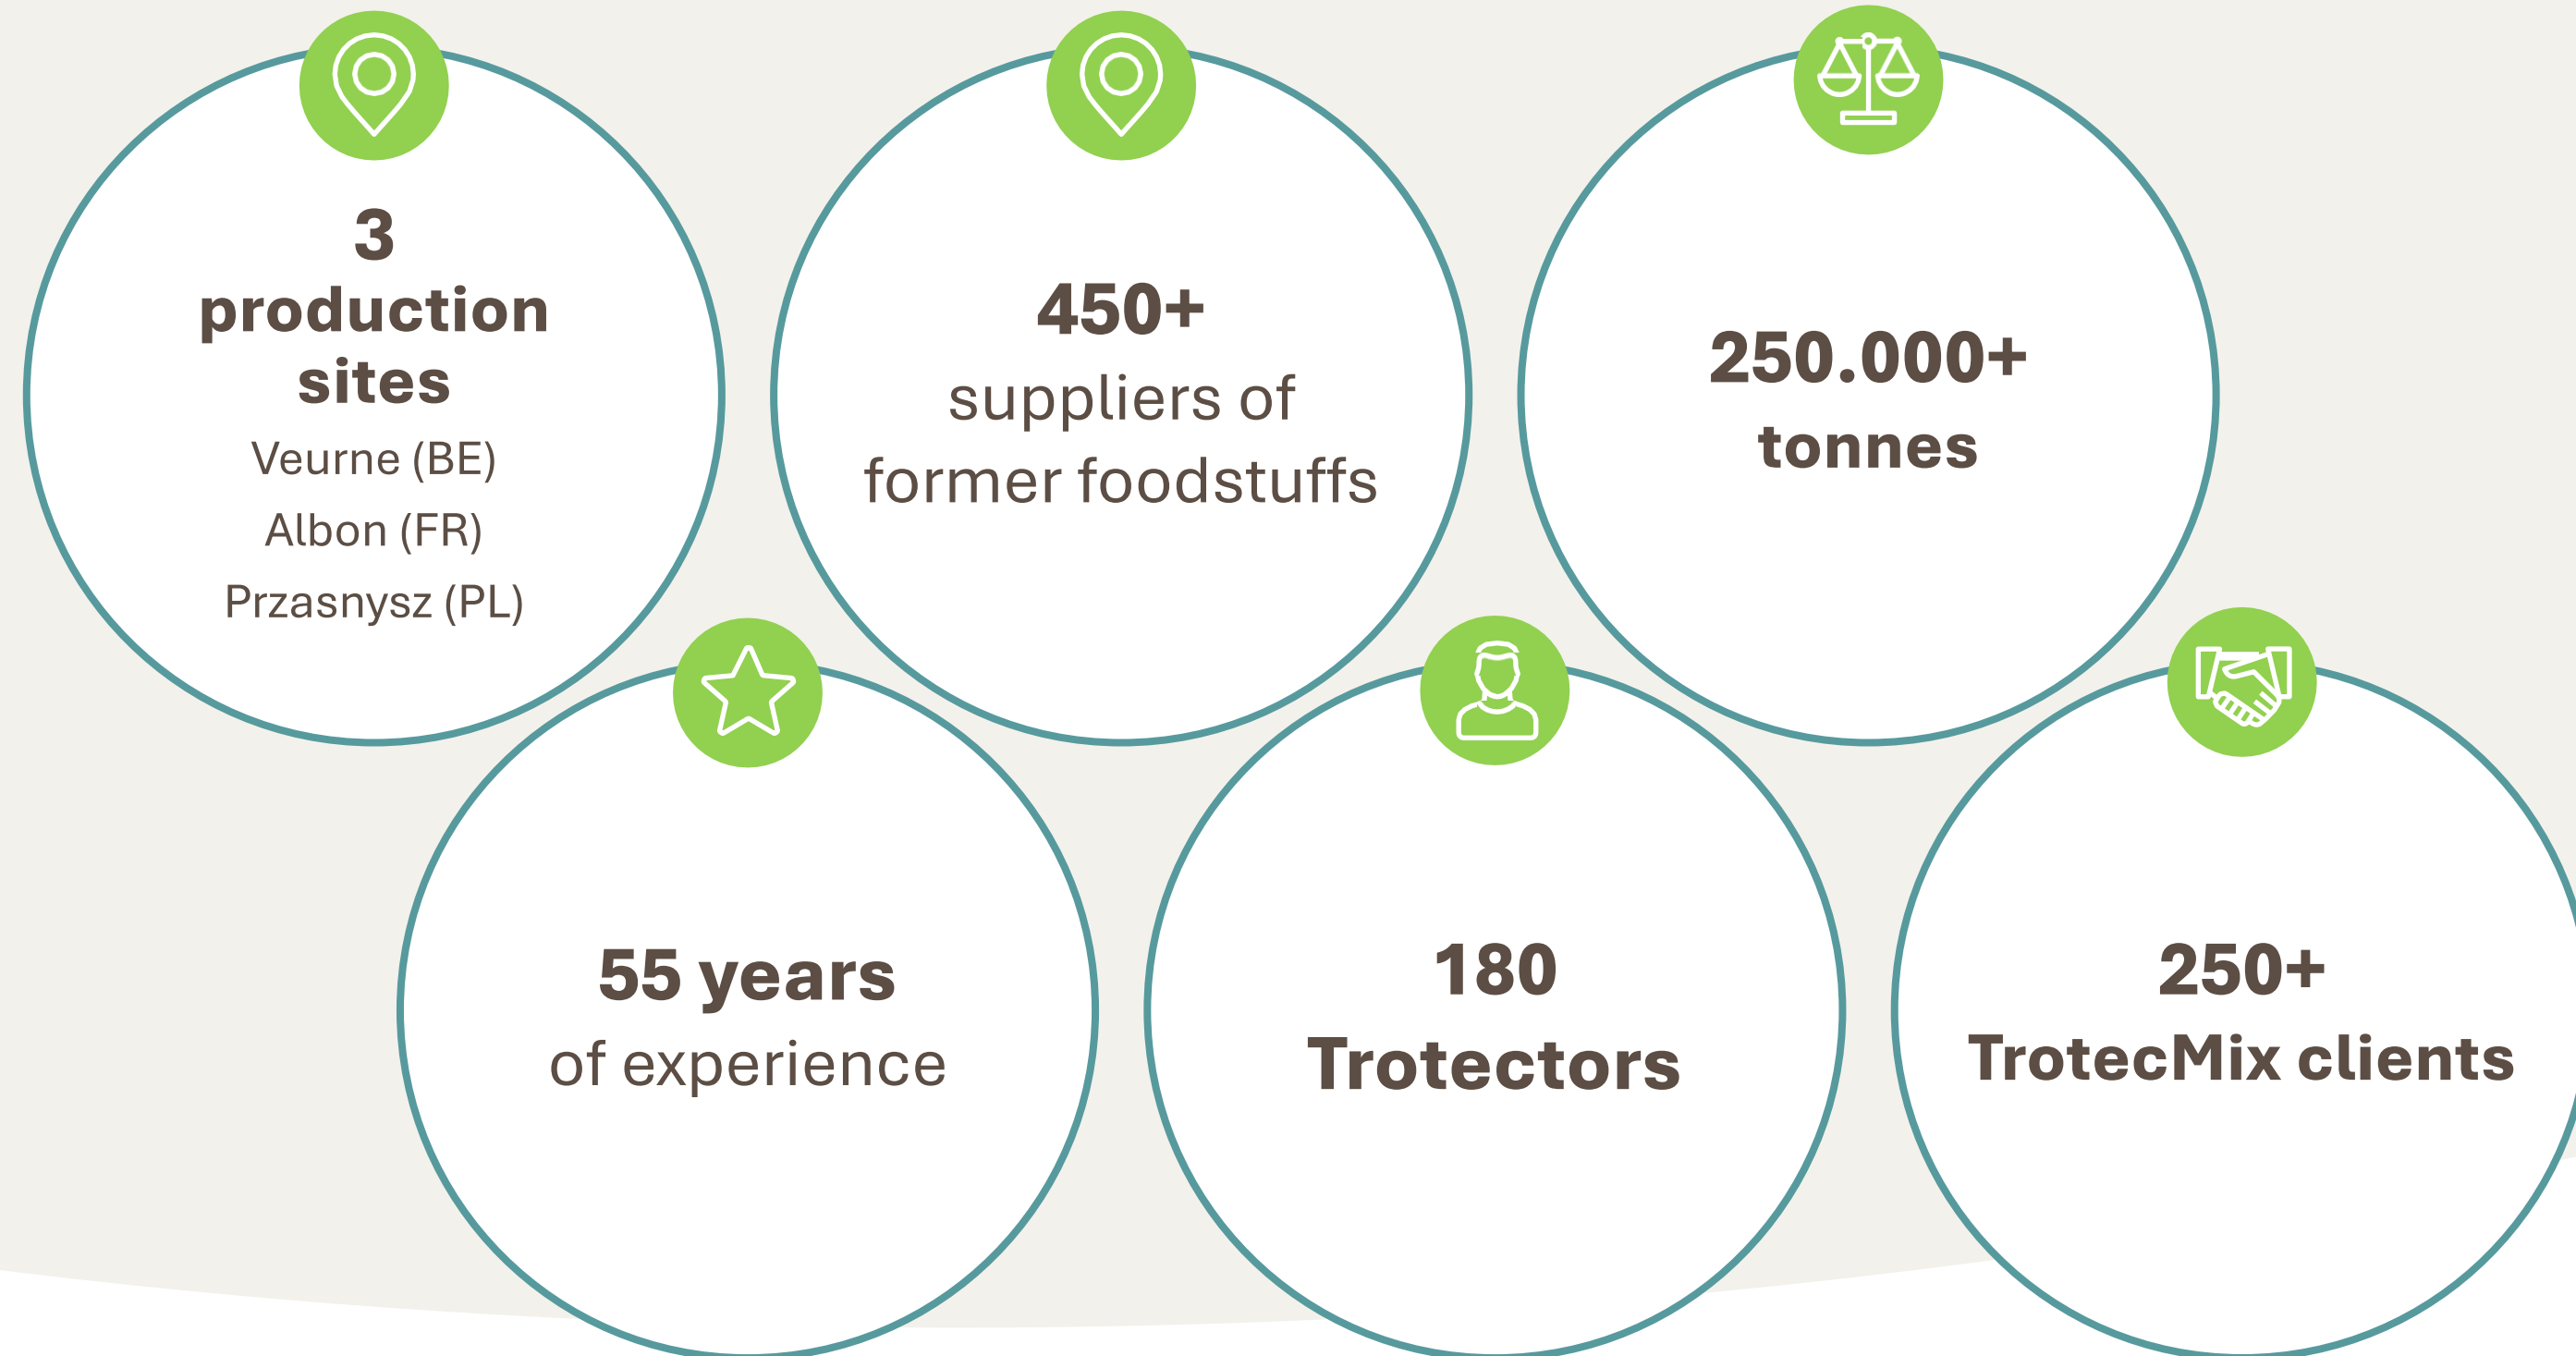 3
production
sites
Veurne (BE)
Albon (FR)
Przasnysz (PL)
450+
suppliers of
former foodstuffs
250.000+
tonnes
55 years
of experience
180
Trotectors
250+
TrotecMix clients